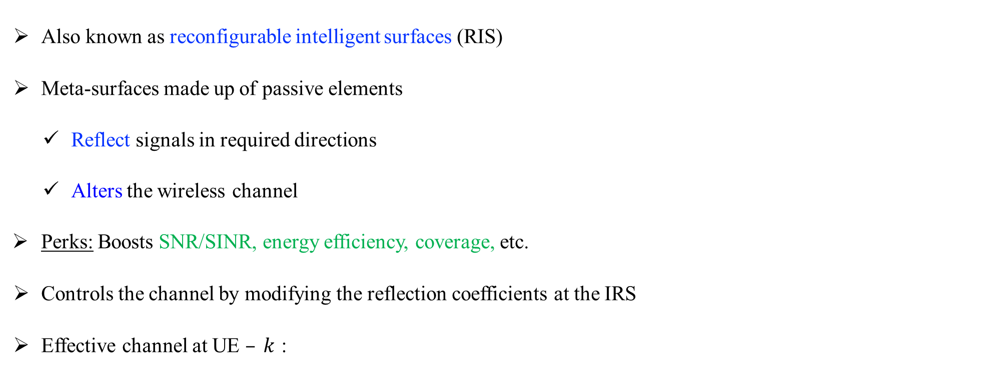 ➢ Also known as reconfigurable intelligent surfaces (RIS)
➢ Meta-surfaces made up of passive elements
✓ Reflect signals in required directions
✓ Alters the wireless channel
➢ Perks: Boosts SNR/SINR, energy efficiency, coverage, etc.
➢ Controls the channel by modifying the reflection coefficients at the IRS
➢ Effective channel at UE – k :